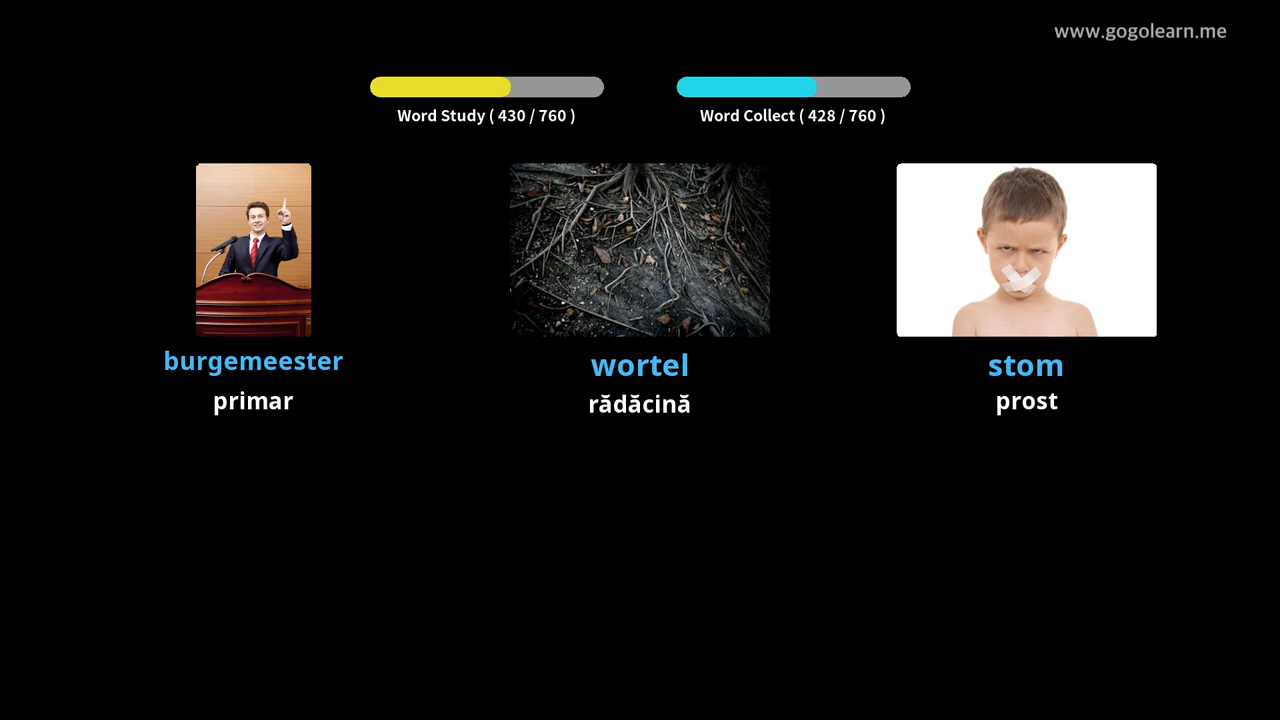 www.gogolearn.me
Word Study ( 430 / 760 )
Word Collect ( 428 / 760 )
burgemeester
primar
wortel
rădăcină
stom
prost